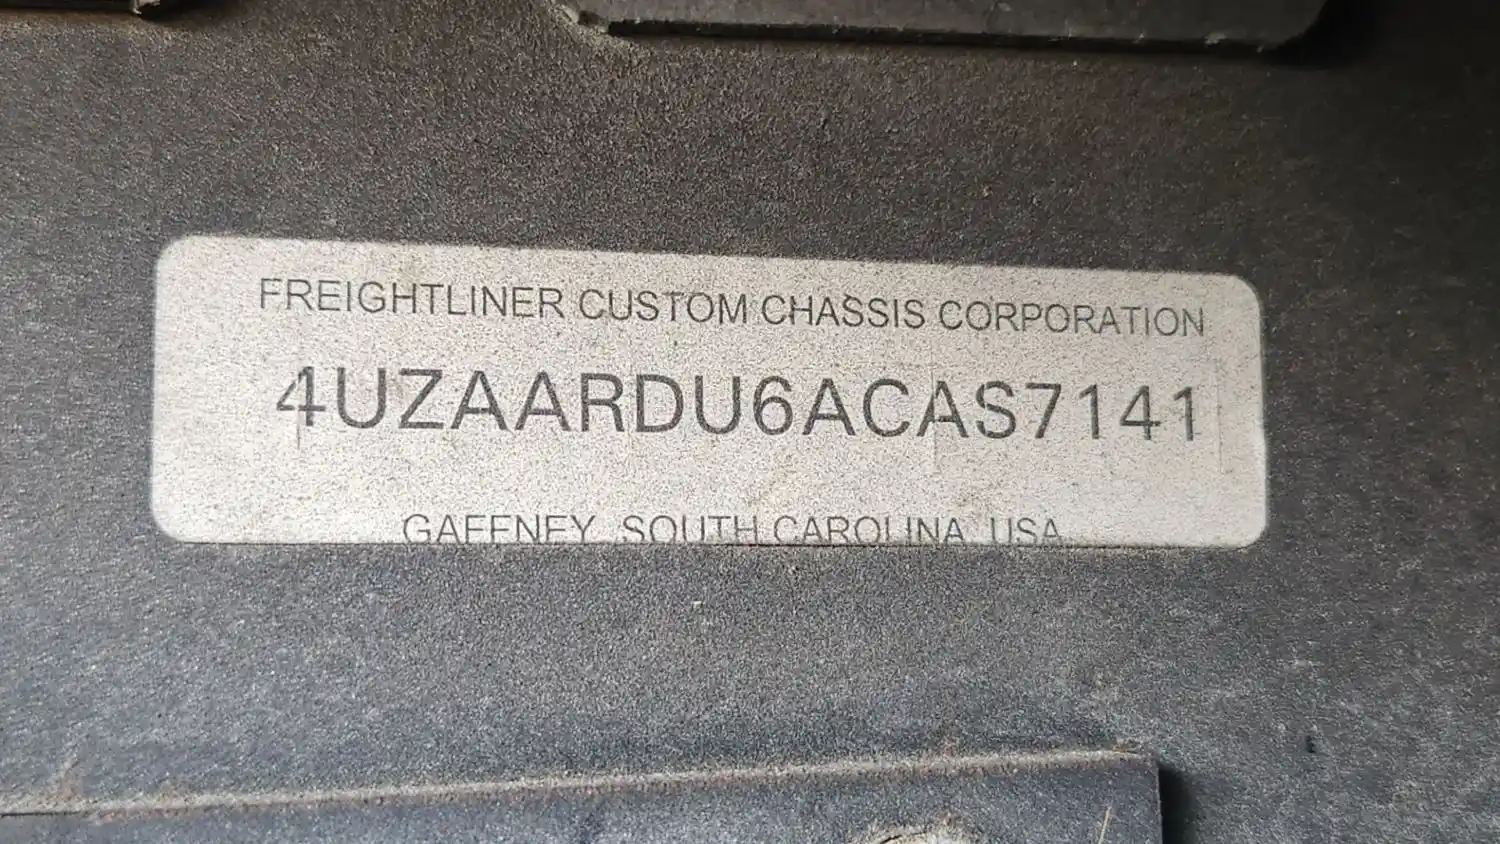 FREIGHTLINER CUSTOM CHASSIS CORPORATION
4UZAARDU6ACAS7141
GAFFNEY, SOUTH CAROLINA, USA